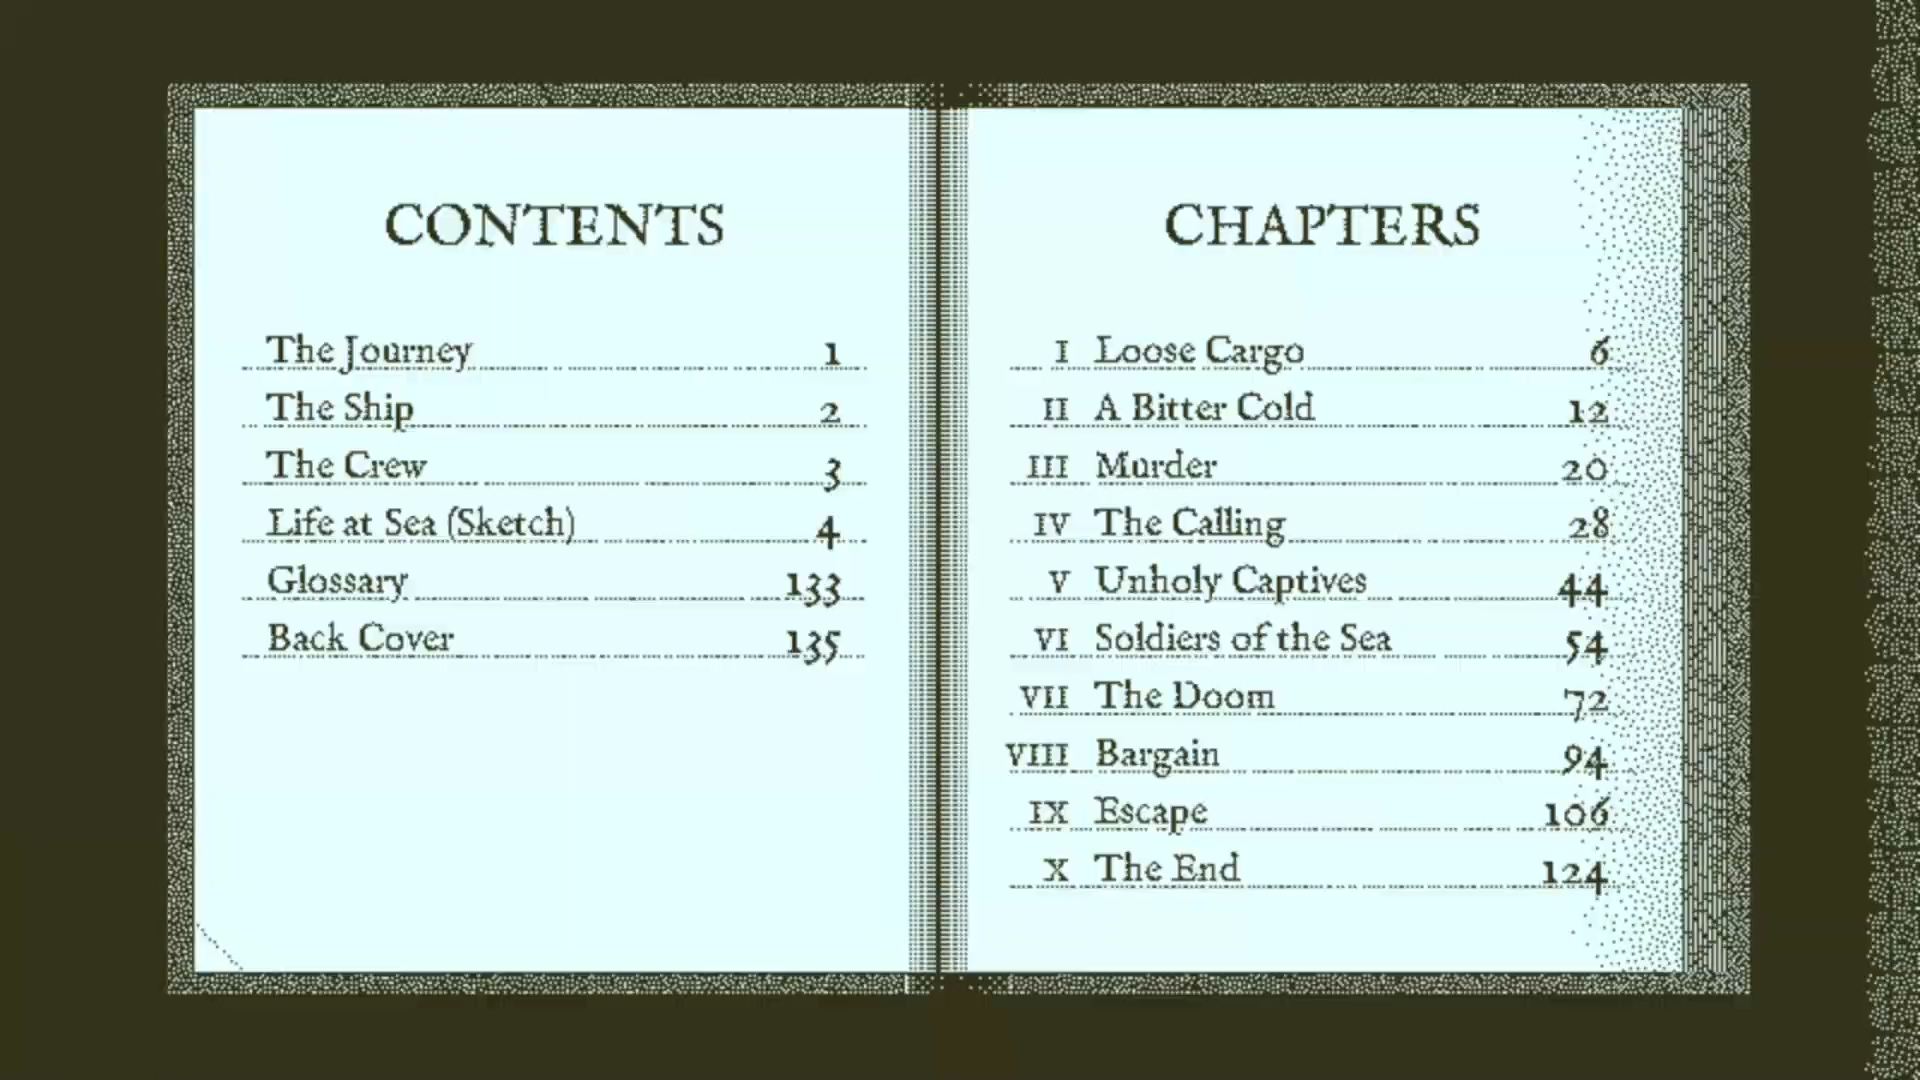 CONTENTS
The Journey 1
The Ship 2
The Crew 3
Life at Sea (Sketch) 4
Glossary 133
Back Cover 135
CHAPTERS
I Loose Cargo 6
II A Bitter Cold 12
III Murder 20
IV The Calling 28
V Unholy Captives 44
VI Soldiers of the Sea 54
VII The Doom 72
VIII Bargain 94
IX Escape 106
X The End 124